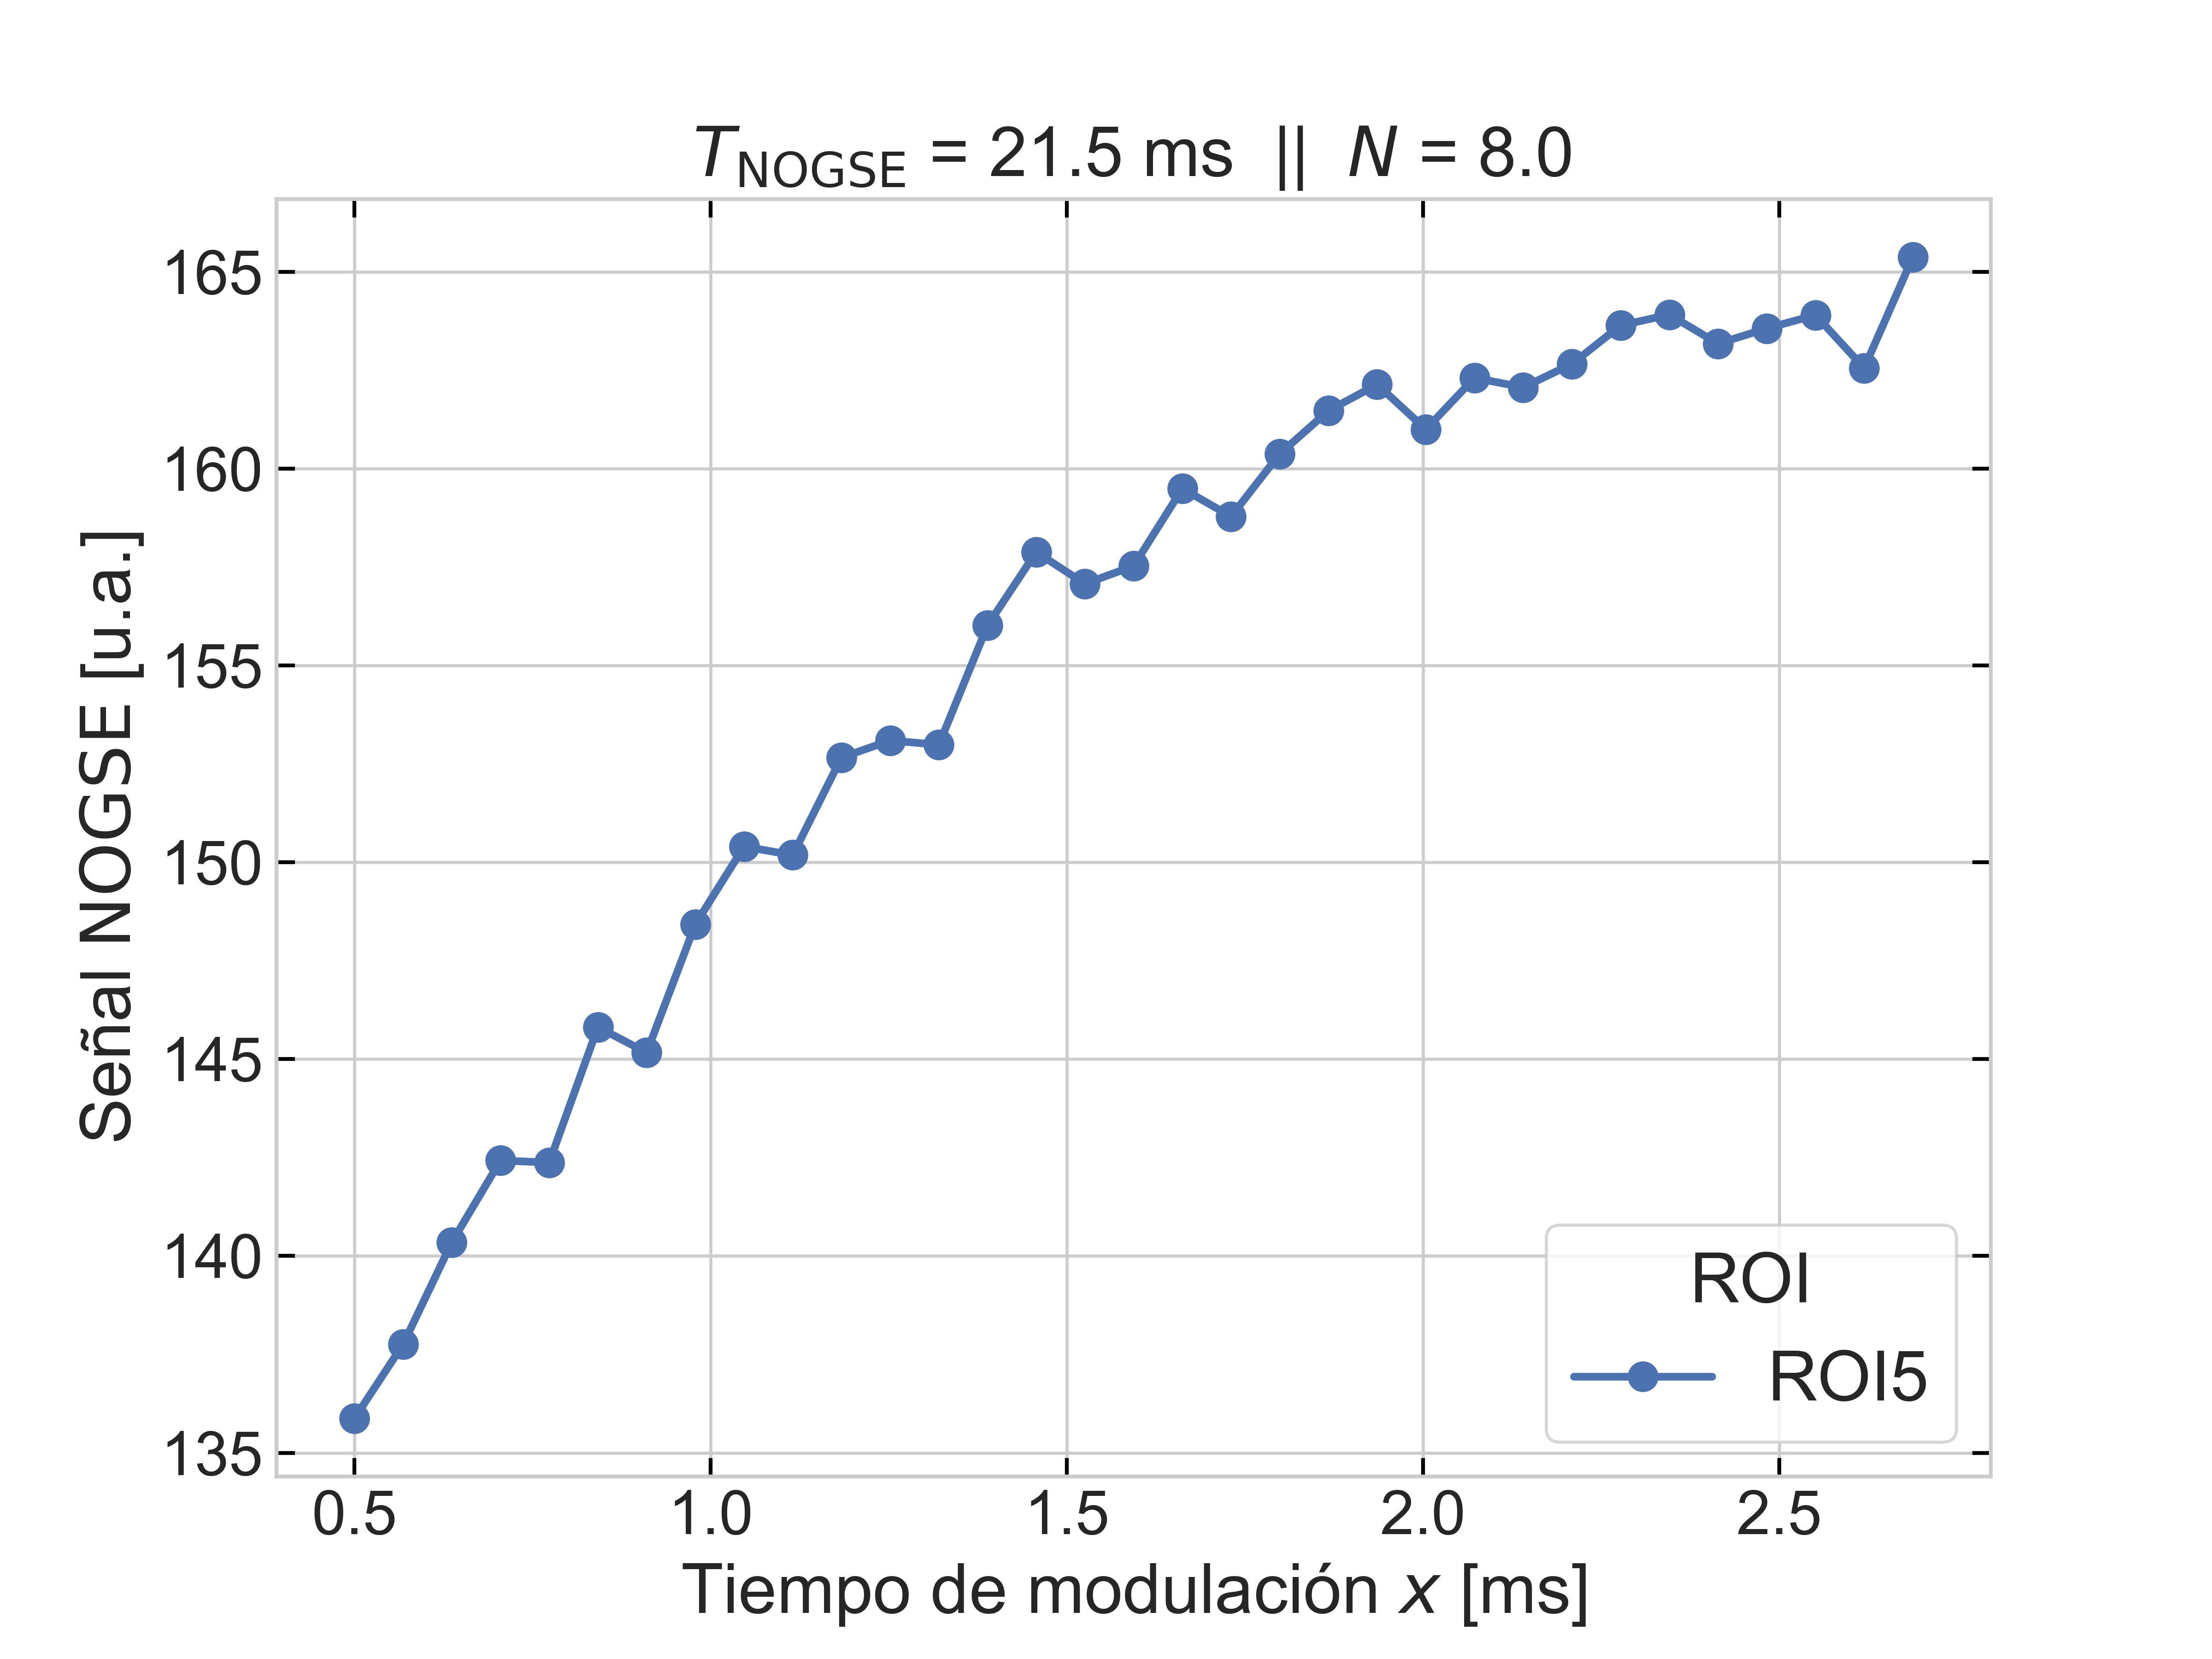 T_NOGSE = 21.5 ms || N = 8.0
Señal NOGSE [u.a.]
165
160
155
150
145
140
135
ROI
ROI5
0.5 1.0 1.5 2.0 2.5
Tiempo de modulación x [ms]